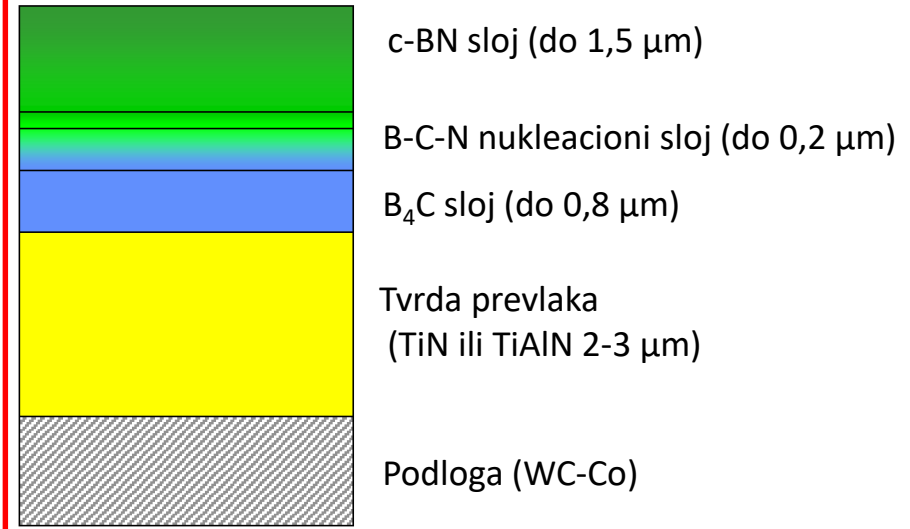 c-BN sloj (do 1,5 µm)
B-C-N nukleacioni sloj (do 0,2 µm)
B₄C sloj (do 0,8 µm)
Tvrda prevlaka
(TiN ili TiAlN 2-3 µm)
Podloga (WC-Co)